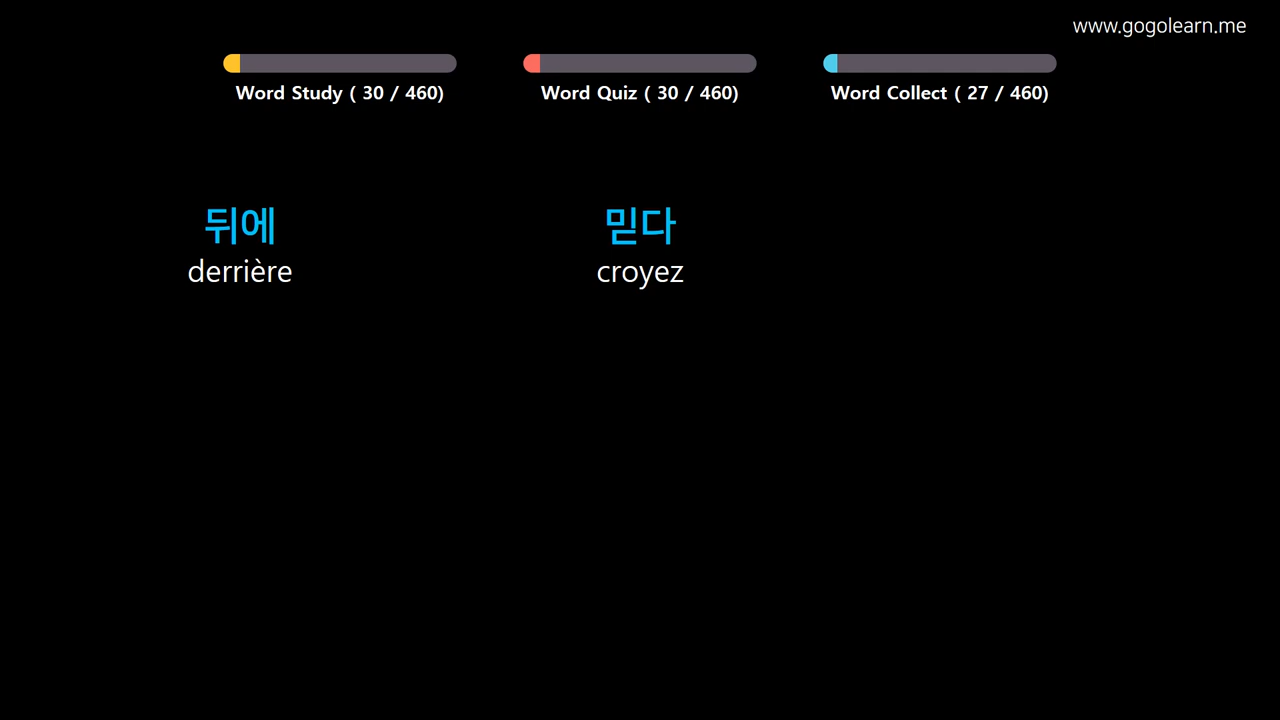 www.gogolearn.me
Word Study ( 30 / 460)
Word Quiz ( 30 / 460)
Word Collect ( 27 / 460)
뒤에
derrière
믿다
croyez